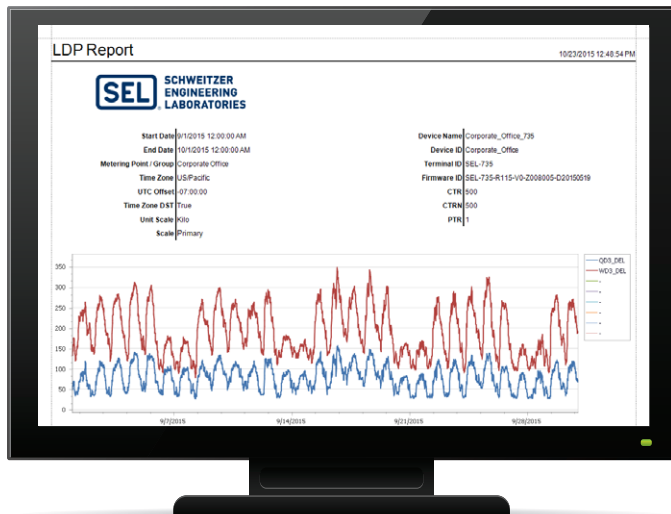 LDP Report
10/23/2015 12:48:54 PM
SEL
SCHWEITZER
ENGINEERING
LABORATORIES
Start Date 9/1/2015 12:00:00 AM
End Date 10/1/2015 12:00:00 AM
Metering Point / Group Corporate Office
Time Zone US/Pacific
UTC Offset -07:00:00
Time Zone DST True
Unit Scale Kilo
Scale Primary
Device Name Corporate_Office_735
Device ID Corporate_Office
Terminal ID SEL-735
Firmware ID SEL-735-R115-V0-Z008005-D20150519
CTR 500
CTRN 500
PTR 1
QD3_DEL
WD3_DEL
350
300
250
200
150
100
50
0
9/7/2015 9/14/2015 9/21/2015 9/28/2015